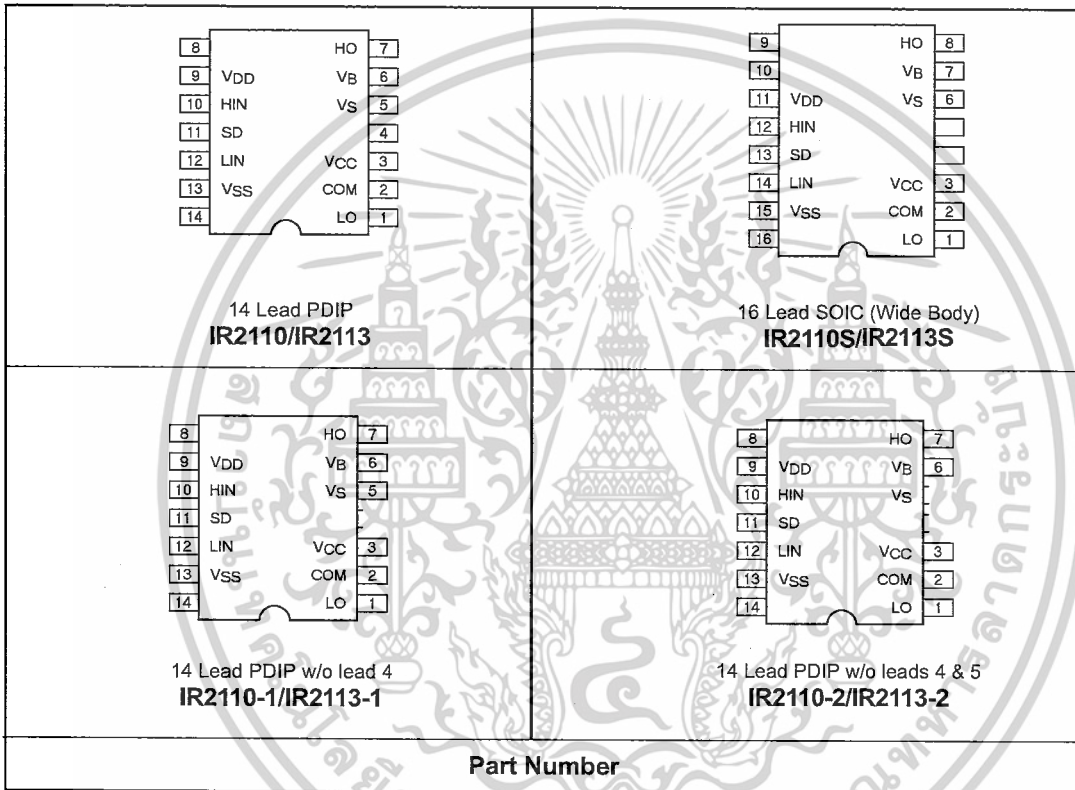 8 HO 7
9 VDD VB 6
10 HIN VS 5
11 SD 4
12 LIN VCC 3
13 VSS COM 2
14 LO 1
14 Lead PDIP
IR2110/IR2113
9 HO 8
10 VB 7
11 VDD VS 6
12 HIN
13 SD
14 LIN VCC 3
15 VSS COM 2
16 LO 1
16 Lead SOIC (Wide Body)
IR2110S/IR2113S
8 HO 7
9 VDD VB 6
10 HIN VS 5
11 SD
12 LIN VCC 3
13 VSS COM 2
14 LO 1
14 Lead PDIP w/o lead 4
IR2110-1/IR2113-1
8 HO 7
9 VDD VB 6
10 HIN VS
11 SD
12 LIN VCC 3
13 VSS COM 2
14 LO 1
14 Lead PDIP w/o leads 4 & 5
IR2110-2/IR2113-2
Part Number